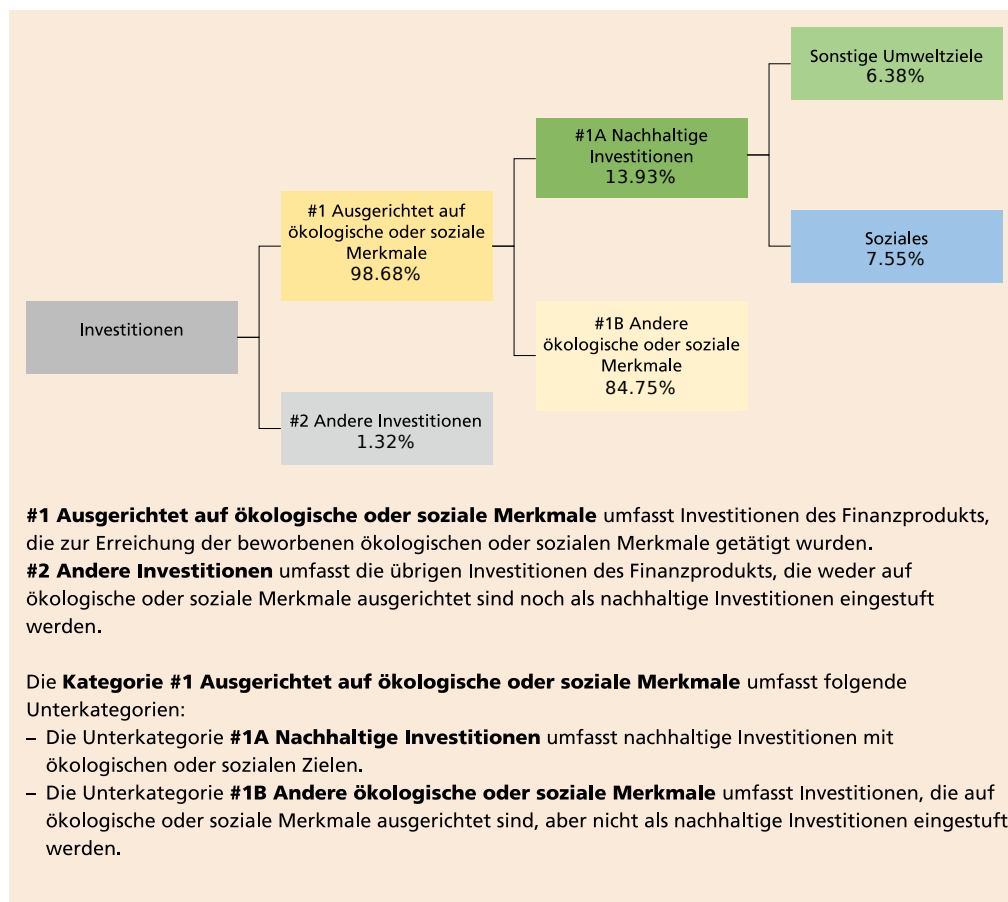 Sonstige Umweltziele
6.38%
#1A Nachhaltige
Investitionen
13.93%
#1 Ausgerichtet auf
ökologische oder soziale
Merkmale
98.68%
Soziales
7.55%
Investitionen
#1B Andere
ökologische oder soziale
Merkmale
84.75%
#2 Andere Investitionen
1.32%
#1 Ausgerichtet auf ökologische oder soziale Merkmale umfasst Investitionen des Finanzprodukts,
die zur Erreichung der beworbenen ökologischen oder sozialen Merkmale getätigt wurden.
#2 Andere Investitionen umfasst die übrigen Investitionen des Finanzprodukts, die weder auf
ökologische oder soziale Merkmale ausgerichtet sind noch als nachhaltige Investitionen eingestuft
werden.
Die Kategorie #1 Ausgerichtet auf ökologische oder soziale Merkmale umfasst folgende
Unterkategorien:
– Die Unterkategorie #1A Nachhaltige Investitionen umfasst nachhaltige Investitionen mit
ökologischen oder sozialen Zielen.
– Die Unterkategorie #1B Andere ökologische oder soziale Merkmale umfasst Investitionen, die auf
ökologische oder soziale Merkmale ausgerichtet sind, aber nicht als nachhaltige Investitionen eingestuft
werden.